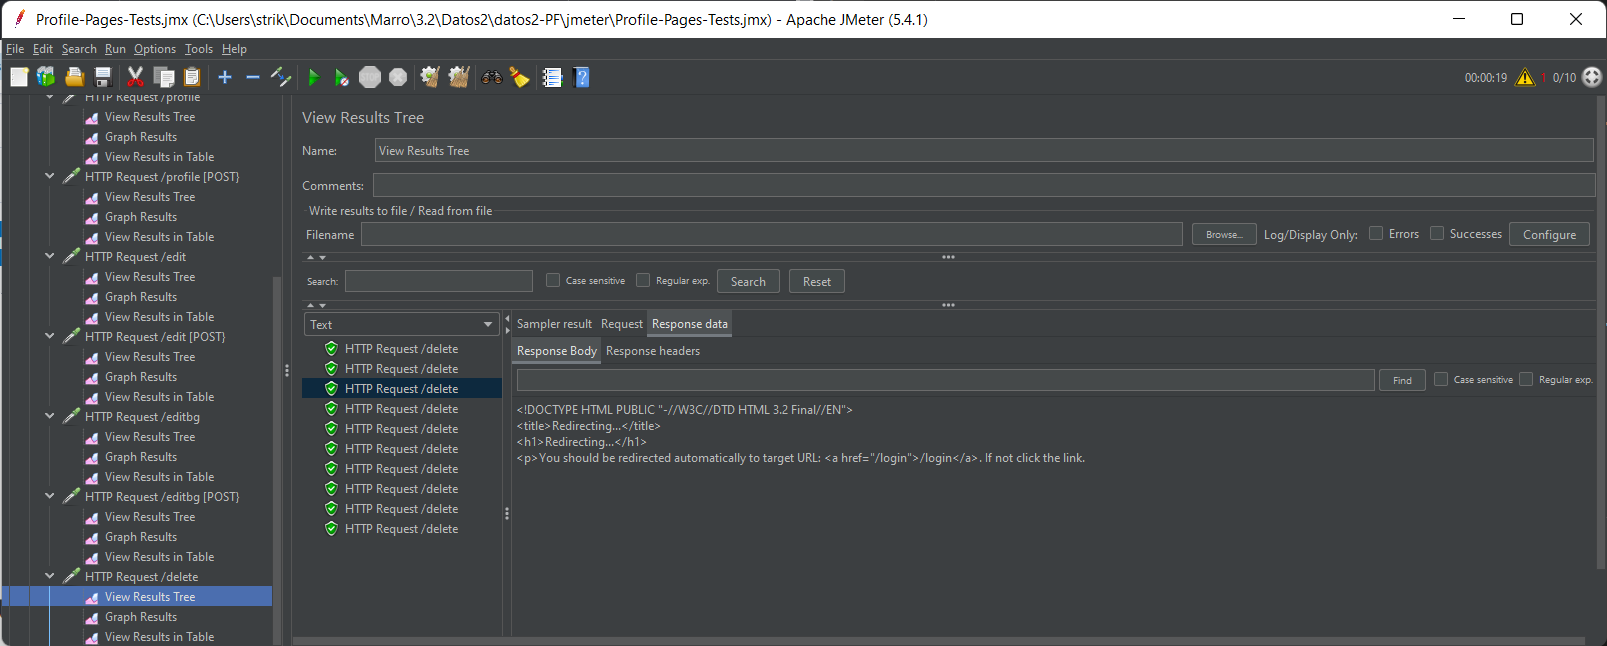 Profile-Pages-Tests.jmx (C:\Users\strik\Documents\Marro\3.2\Datos2\datos2-PF\jmeter\Profile-Pages-Tests.jmx) - Apache JMeter (5.4.1)
File Edit Search Run Options Tools Help
STOP 00:00:19 1 0/10
HTTP Request /profile
View Results Tree
Graph Results
View Results in Table
HTTP Request /profile [POST}
View Results Tree
Graph Results
View Results in Table
HTTP Request /edit
View Results Tree
Graph Results
View Results in Table
HTTP Request /edit [POST}
View Results Tree
Graph Results
View Results in Table
HTTP Request /editbg
View Results Tree
Graph Results
View Results in Table
HTTP Request /editbg [POST}
View Results Tree
Graph Results
View Results in Table
HTTP Request /delete
View Results Tree
Graph Results
View Results in Table
View Results Tree
Name: View Results Tree
Comments:
Write results to file / Read from file
Filename Browse... Log/Display Only: Errors Successes Configure
Search: Case sensitive Regular exp. Search Reset
Text
HTTP Request /delete
HTTP Request /delete
HTTP Request /delete
HTTP Request /delete
HTTP Request /delete
HTTP Request /delete
HTTP Request /delete
HTTP Request /delete
HTTP Request /delete
HTTP Request /delete
Sampler result Request Response data
Response Body Response headers
Find Case sensitive Regular exp.
<!DOCTYPE HTML PUBLIC "-//W3C//DTD HTML 3.2 Final//EN">
<title>Redirecting...</title>
<h1>Redirecting...</h1>
<p>You should be redirected automatically to target URL: <a href="/login">/login</a>. If not click the link.